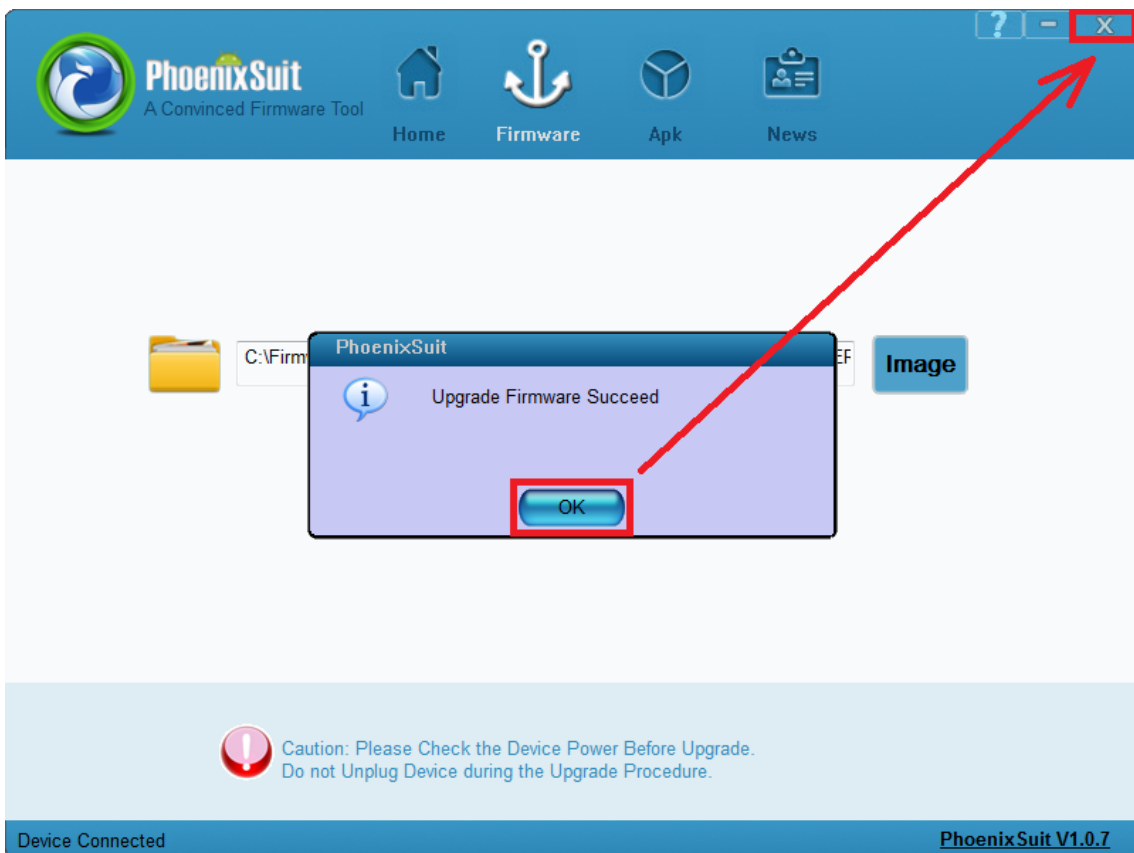 ? - X
PhoenixSuit
A Convinced Firmware Tool
Home Firmware Apk News
PhoenixSuit
C:\Firm
EF
Image
Upgrade Firmware Succeed
OK
Caution: Please Check the Device Power Before Upgrade.
Do not Unplug Device during the Upgrade Procedure.
Device Connected
PhoenixSuit V1.0.7